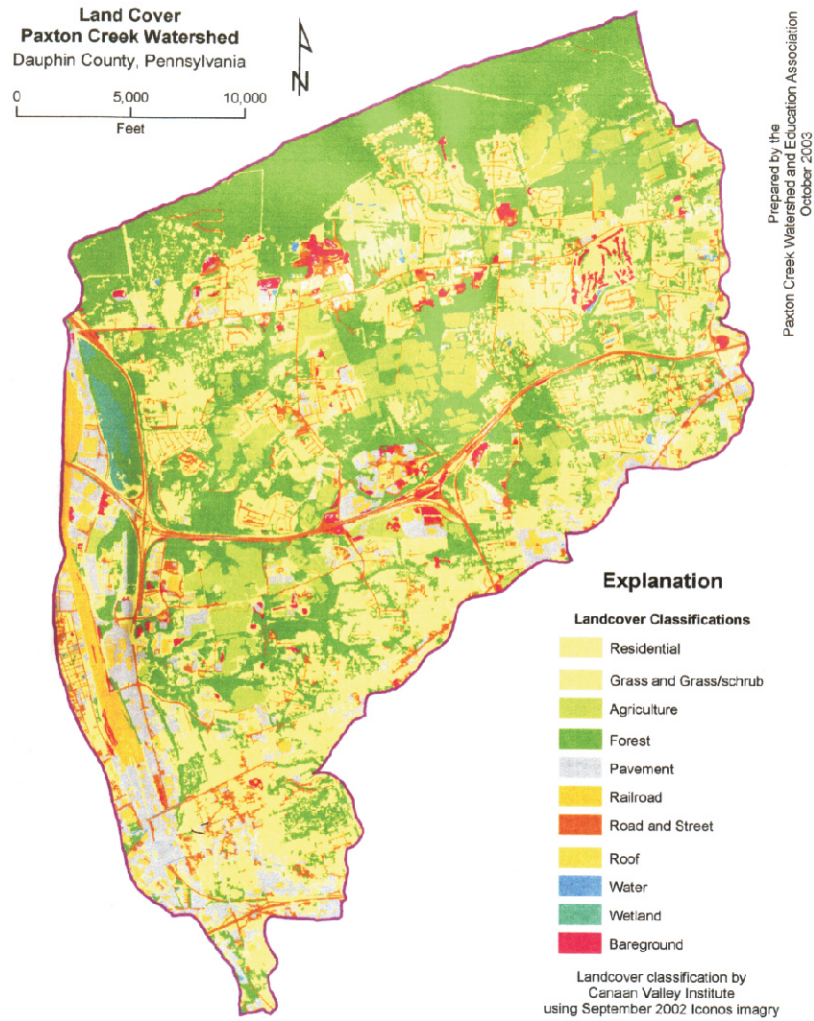 Land Cover
Paxton Creek Watershed
Dauphin County, Pennsylvania
N
0 5,000 10,000
Feet
Prepared by the
Paxton Creek Watershed and Education Association
October 2003
Explanation
Landcover Classifications
Residential
Grass and Grass/schrub
Agriculture
Forest
Pavement
Railroad
Road and Street
Roof
Water
Wetland
Bareground
Landcover classification by
Canaan Valley Institute
using September 2002 Iconos imagry